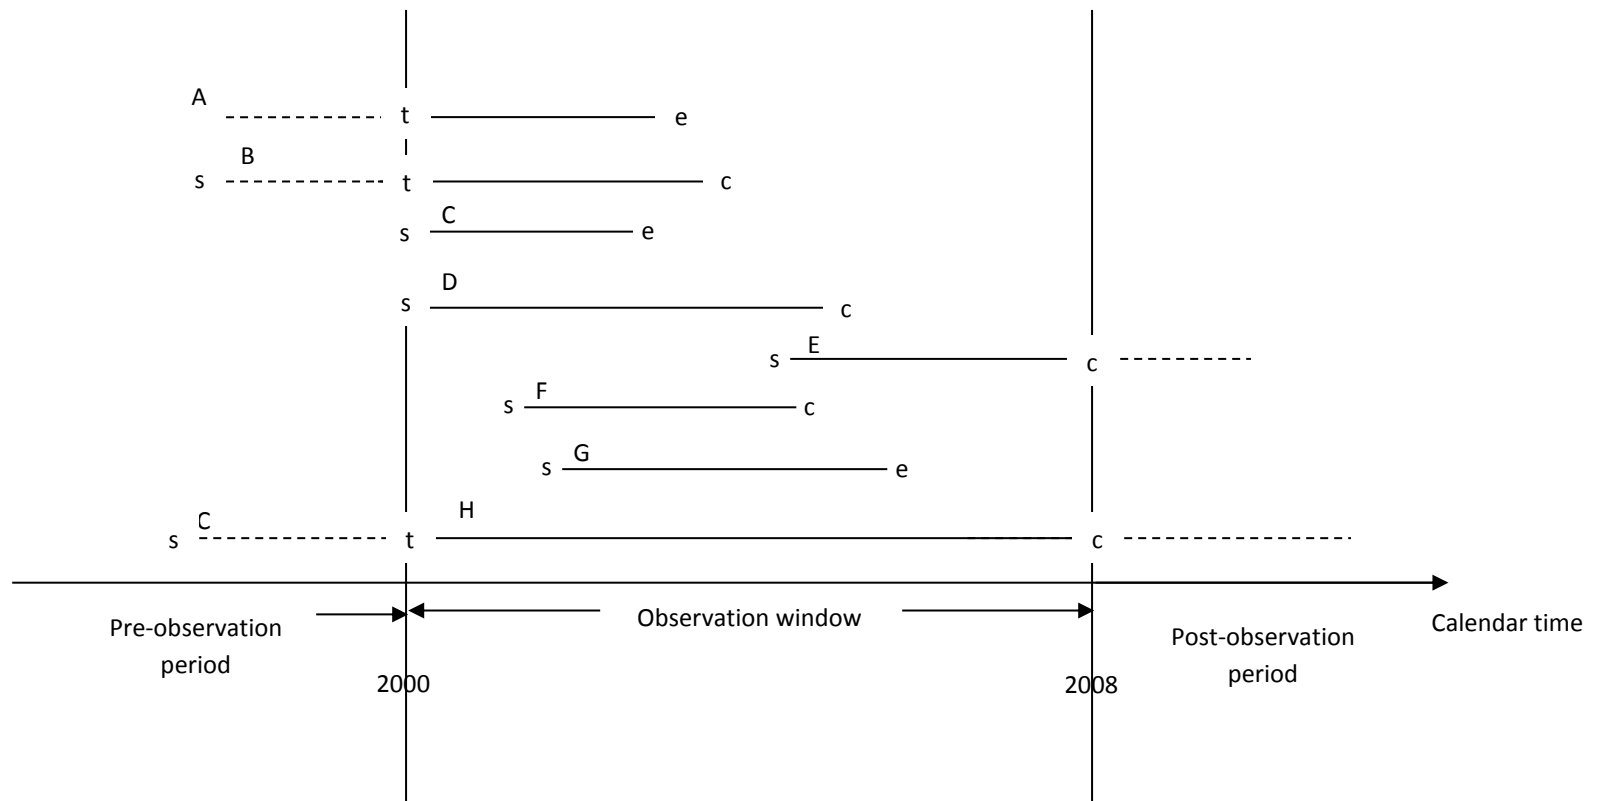 A
t
e
B
s
t
c
C
s
e
D
s
c
E
s
c
F
s
c
G
s
e
H
C
s
t
c
Observation window
Calendar time
Pre-observation
period
Post-observation
period
2000
2008